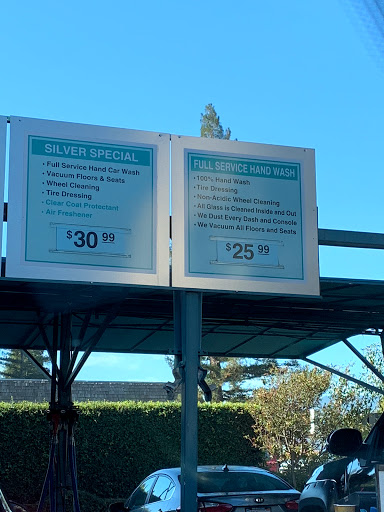 SILVER SPECIAL
• Full Service Hand Car Wash
• Vacuum Floors & Seats
• Wheel Cleaning
• Tire Dressing
• Clear Coat Protectant
• Air Freshener
$30 99
FULL SERVICE HAND WASH
• 100% Hand Wash
• Tire Dressing
• Non-Acidic Wheel Cleaning
• All Glass is Cleaned Inside and Out
• We Dust Every Dash and Console
• We Vacuum All Floors and Seats
$25 99